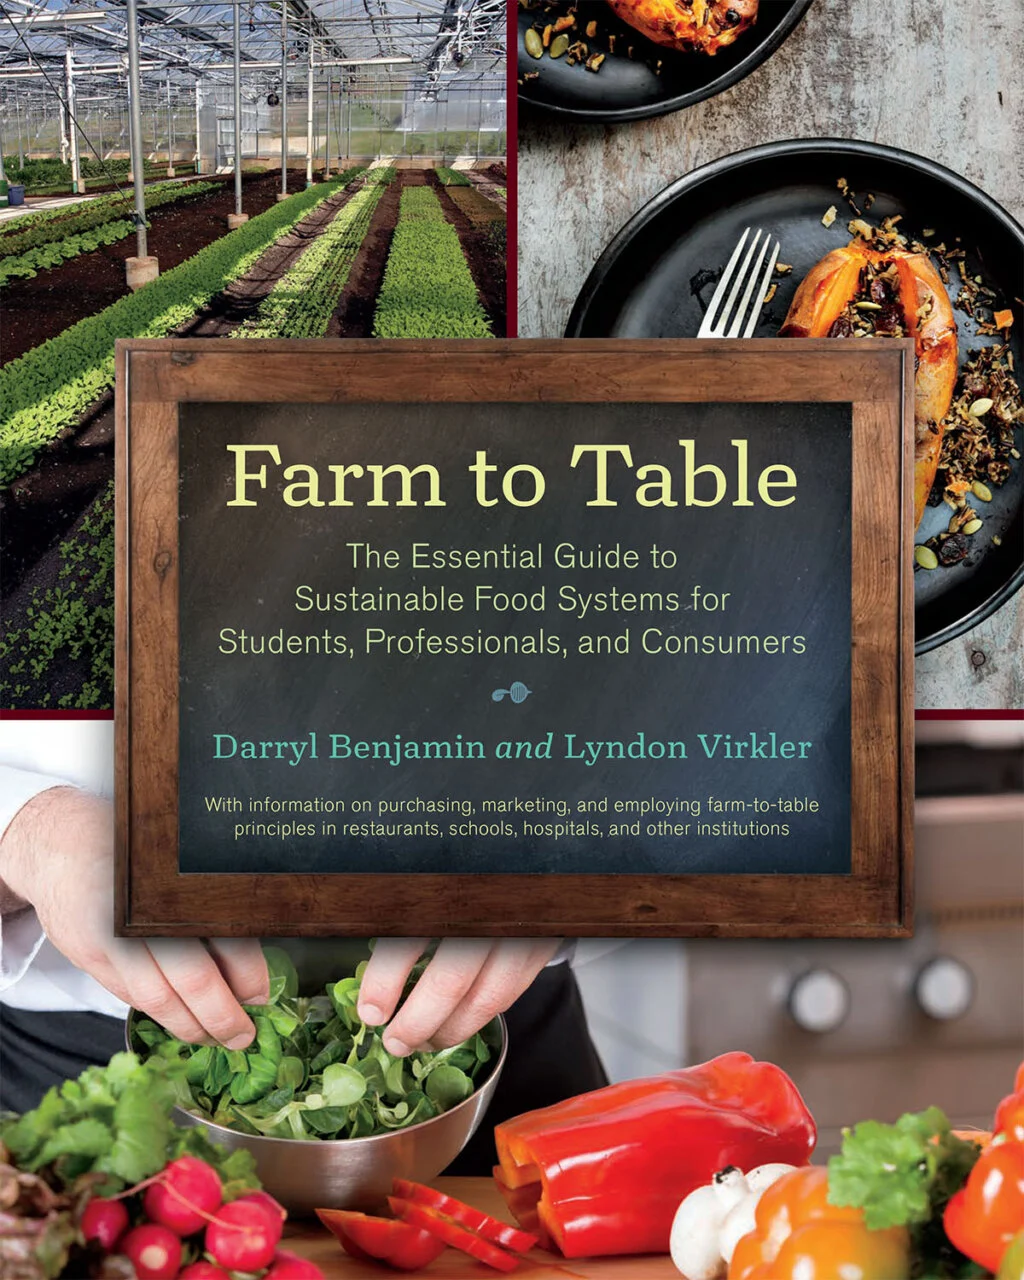 Farm to Table
The Essential Guide to
Sustainable Food Systems for
Students, Professionals, and Consumers
Darryl Benjamin and Lyndon Virkler
With information on purchasing, marketing, and employing farm-to-table
principles in restaurants, schools, hospitals, and other institutions